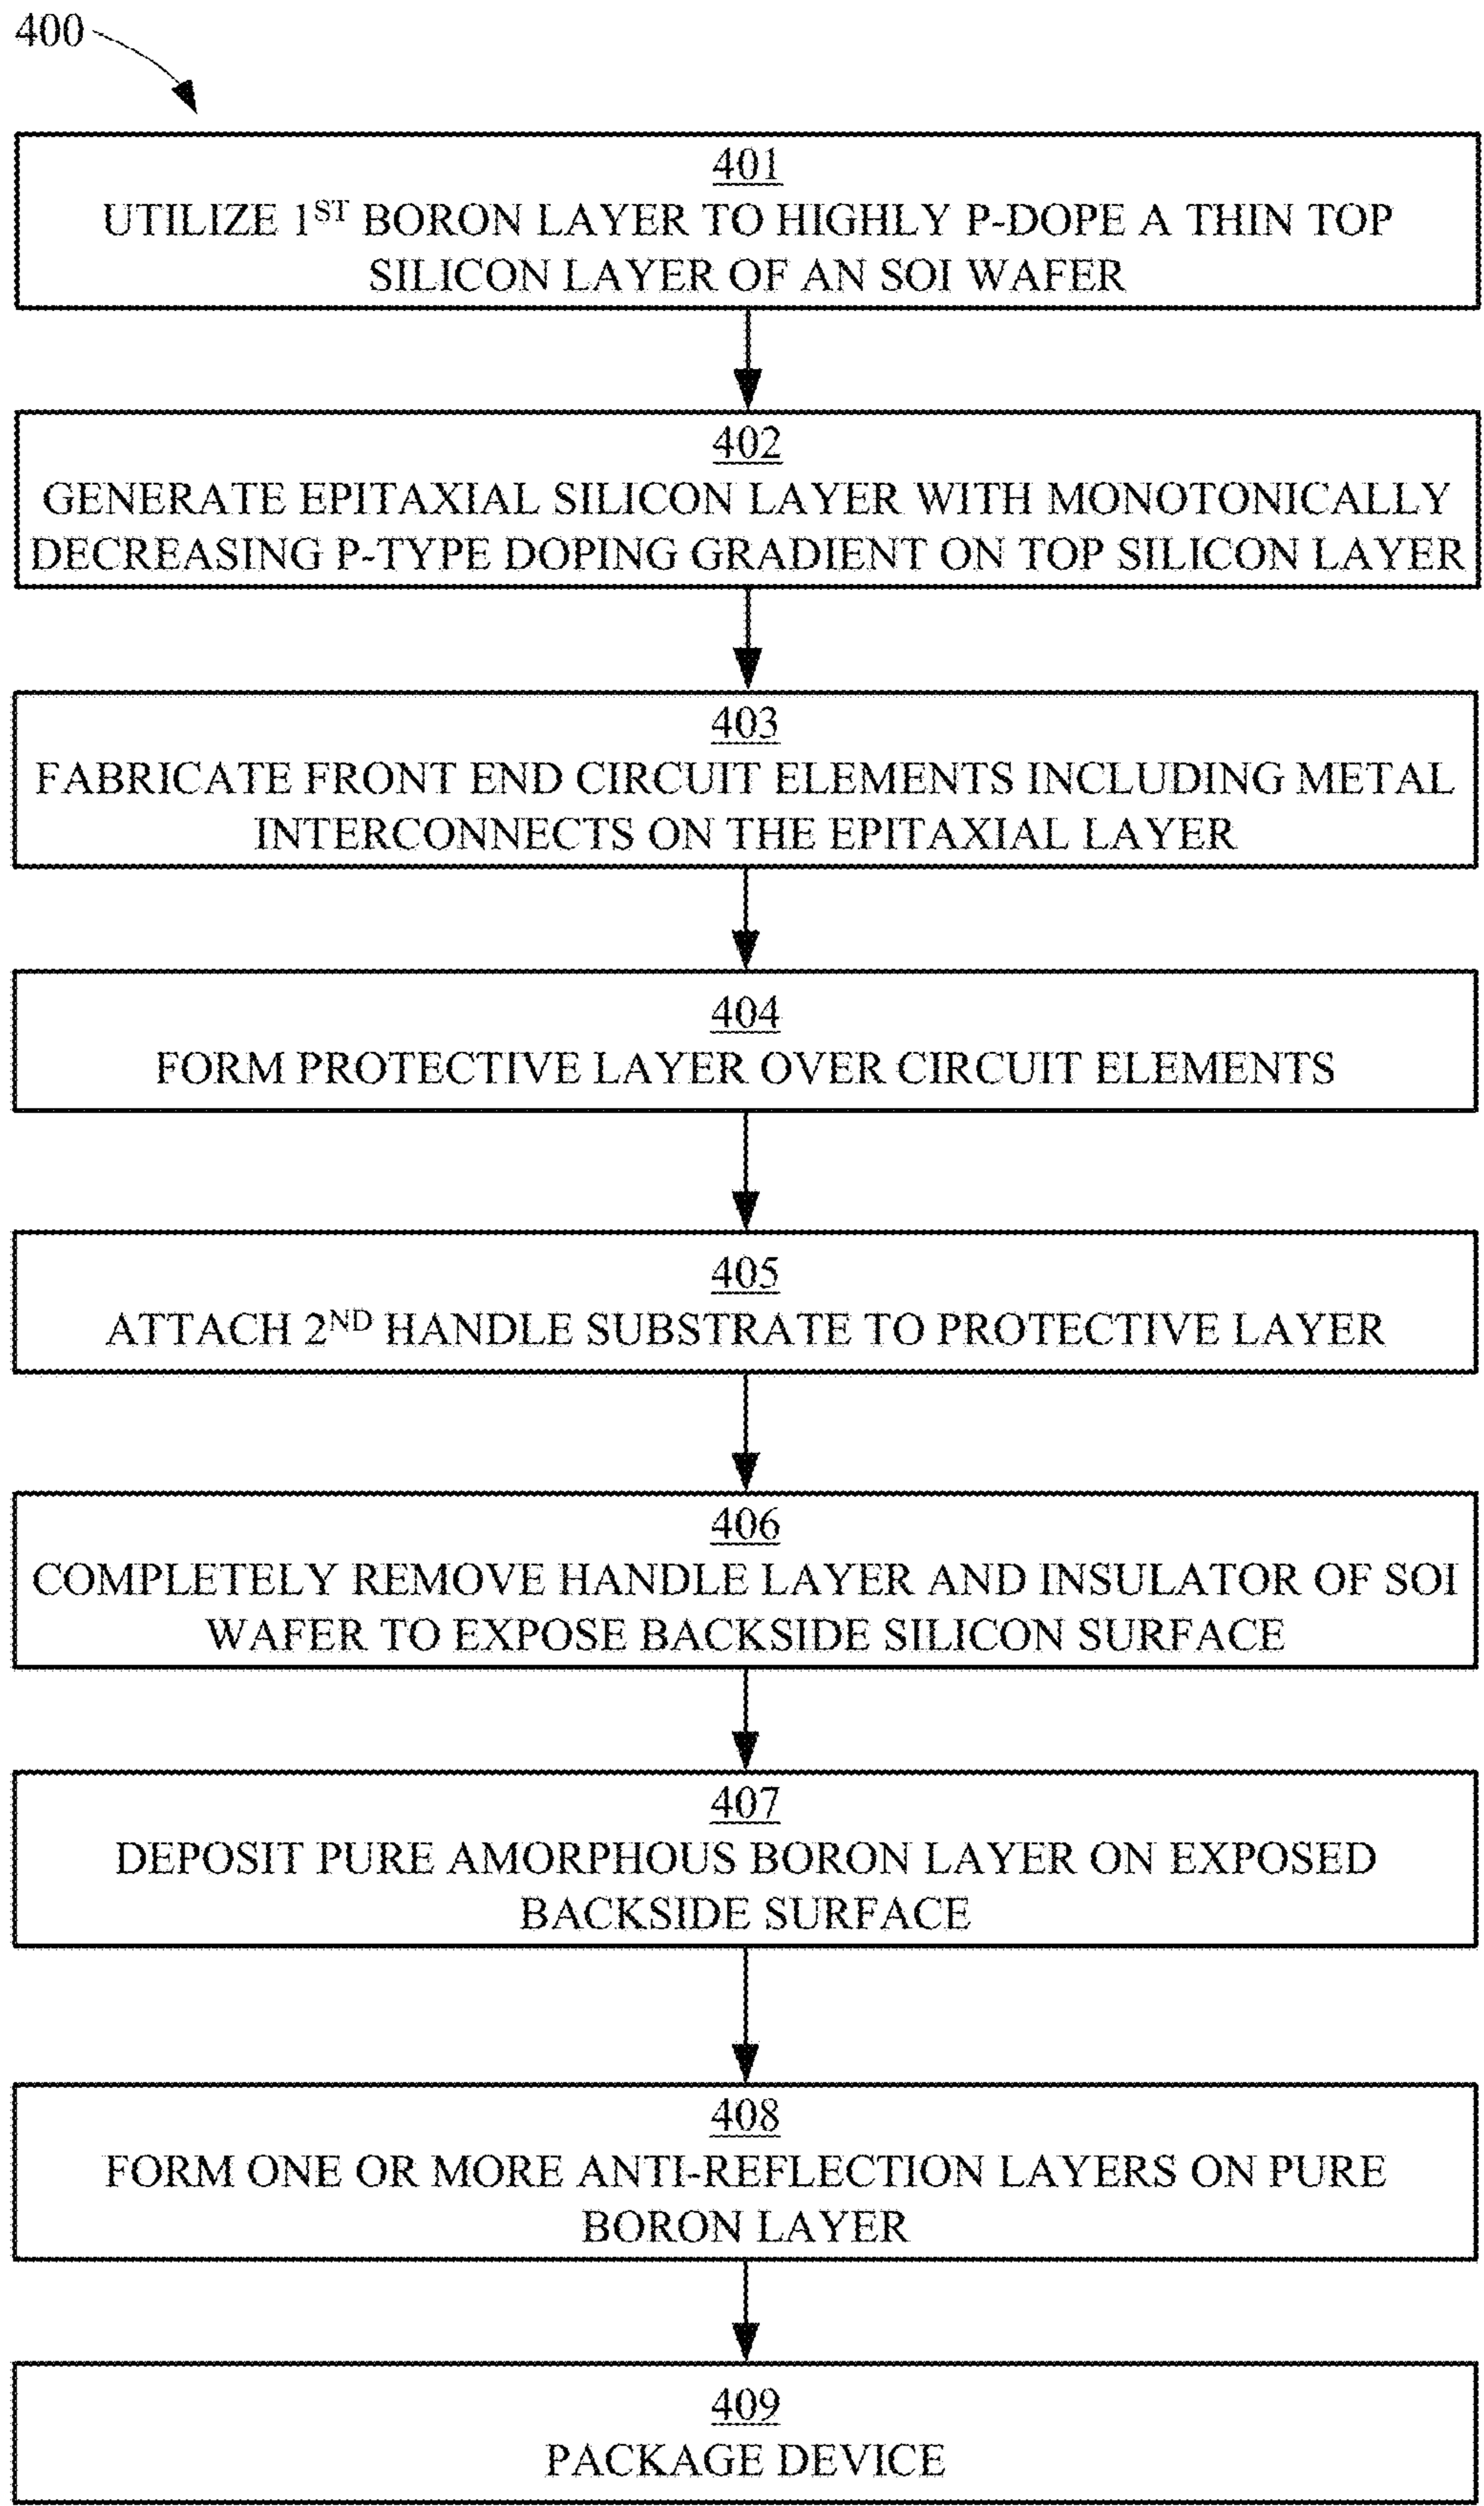 400
401
UTILIZE 1ST BORON LAYER TO HIGHLY P-DOPE A THIN TOP
SILICON LAYER OF AN SOI WAFER
402
GENERATE EPITAXIAL SILICON LAYER WITH MONOTONICALLY
DECREASING P-TYPE DOPING GRADIENT ON TOP SILICON LAYER
403
FABRICATE FRONT END CIRCUIT ELEMENTS INCLUDING METAL
INTERCONNECTS ON THE EPITAXIAL LAYER
404
FORM PROTECTIVE LAYER OVER CIRCUIT ELEMENTS
405
ATTACH 2ND HANDLE SUBSTRATE TO PROTECTIVE LAYER
406
COMPLETELY REMOVE HANDLE LAYER AND INSULATOR OF SOI
WAFER TO EXPOSE BACKSIDE SILICON SURFACE
407
DEPOSIT PURE AMORPHOUS BORON LAYER ON EXPOSED
BACKSIDE SURFACE
408
FORM ONE OR MORE ANTI-REFLECTION LAYERS ON PURE
BORON LAYER
409
PACKAGE DEVICE